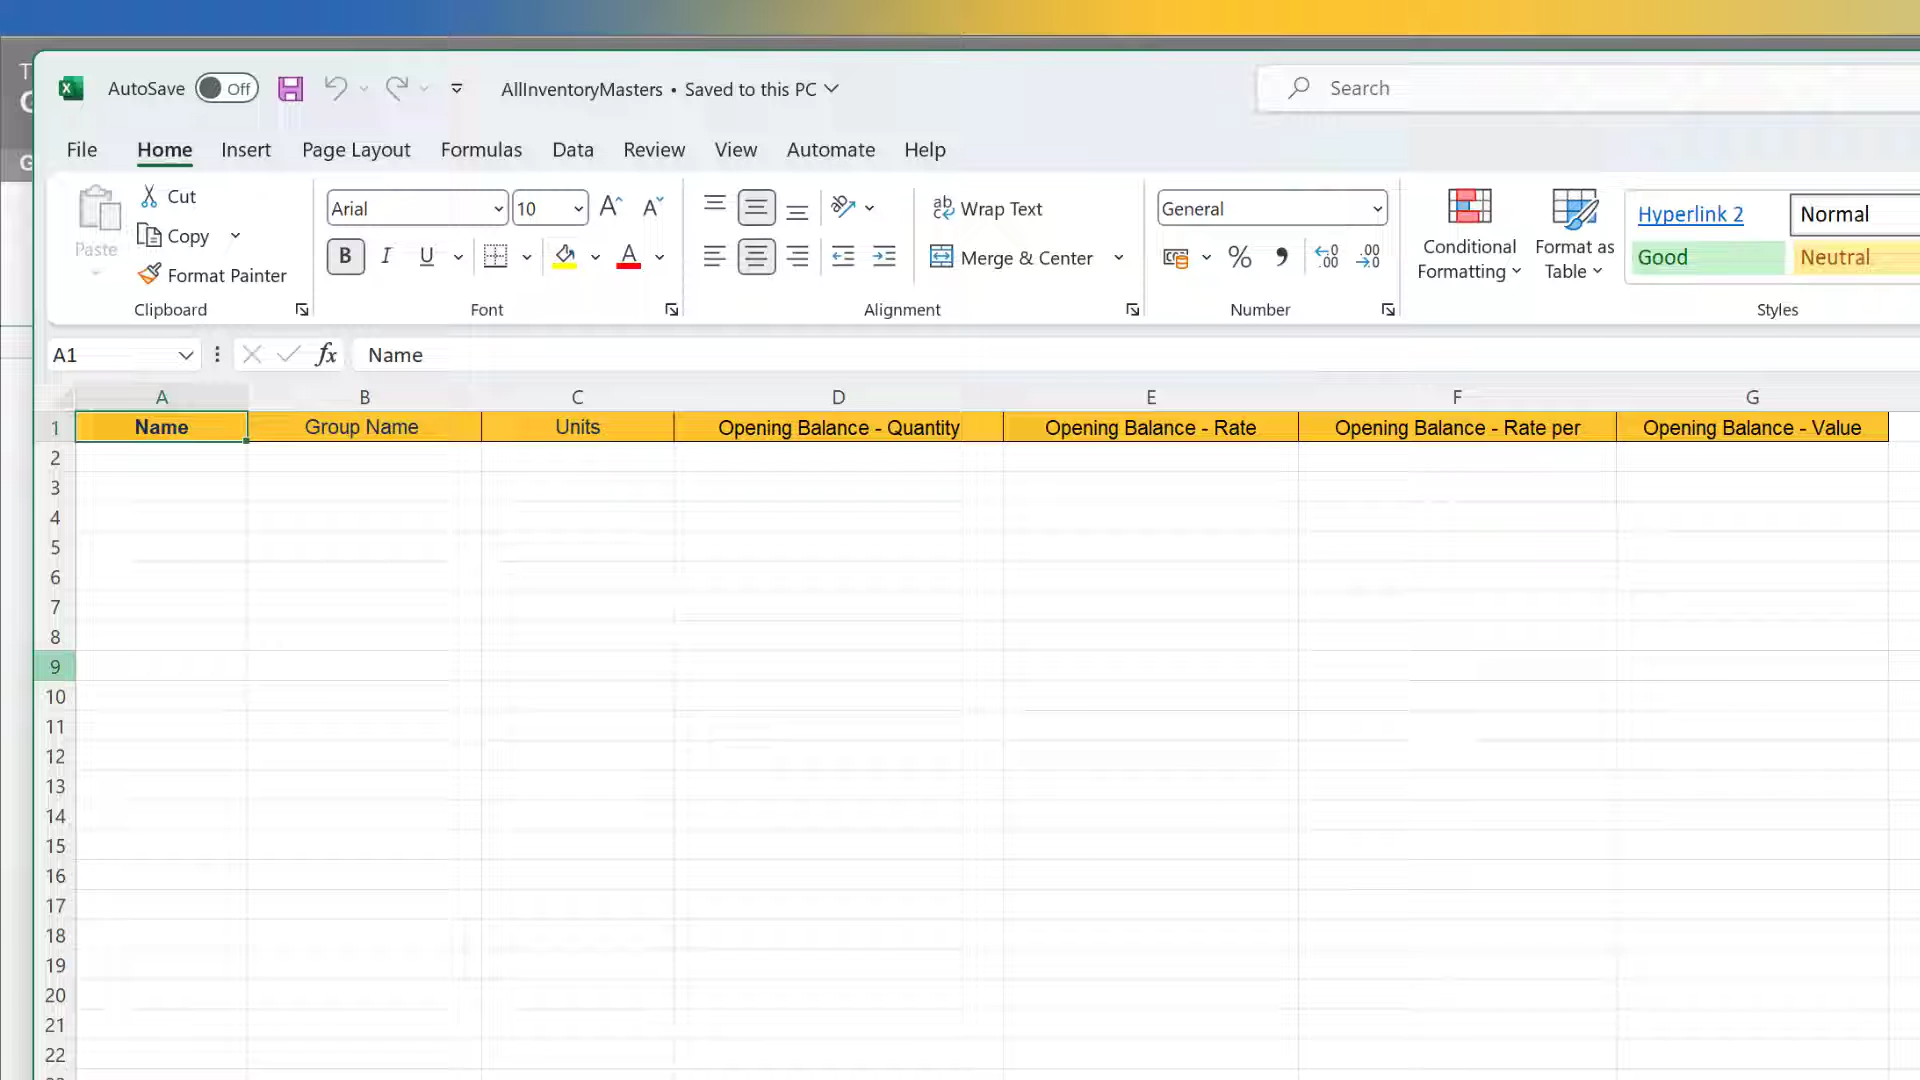 AutoSave Off AllInventoryMasters • Saved to this PC Search
File Home Insert Page Layout Formulas Data Review View Automate Help
Paste
Cut
Copy
Format Painter
Clipboard
Arial 10
B I U A
Font
Wrap Text
Merge & Center
Alignment
General
% 
Number
Conditional Formatting
Format as Table
Hyperlink 2 Normal
Good Neutral
Styles
A1 fx Name
A B C D E F G
1 Name Group Name Units Opening Balance - Quantity Opening Balance - Rate Opening Balance - Rate per Opening Balance - Value
2
3
4
5
6
7
8
9
10
11
12
13
14
15
16
17
18
19
20
21
22